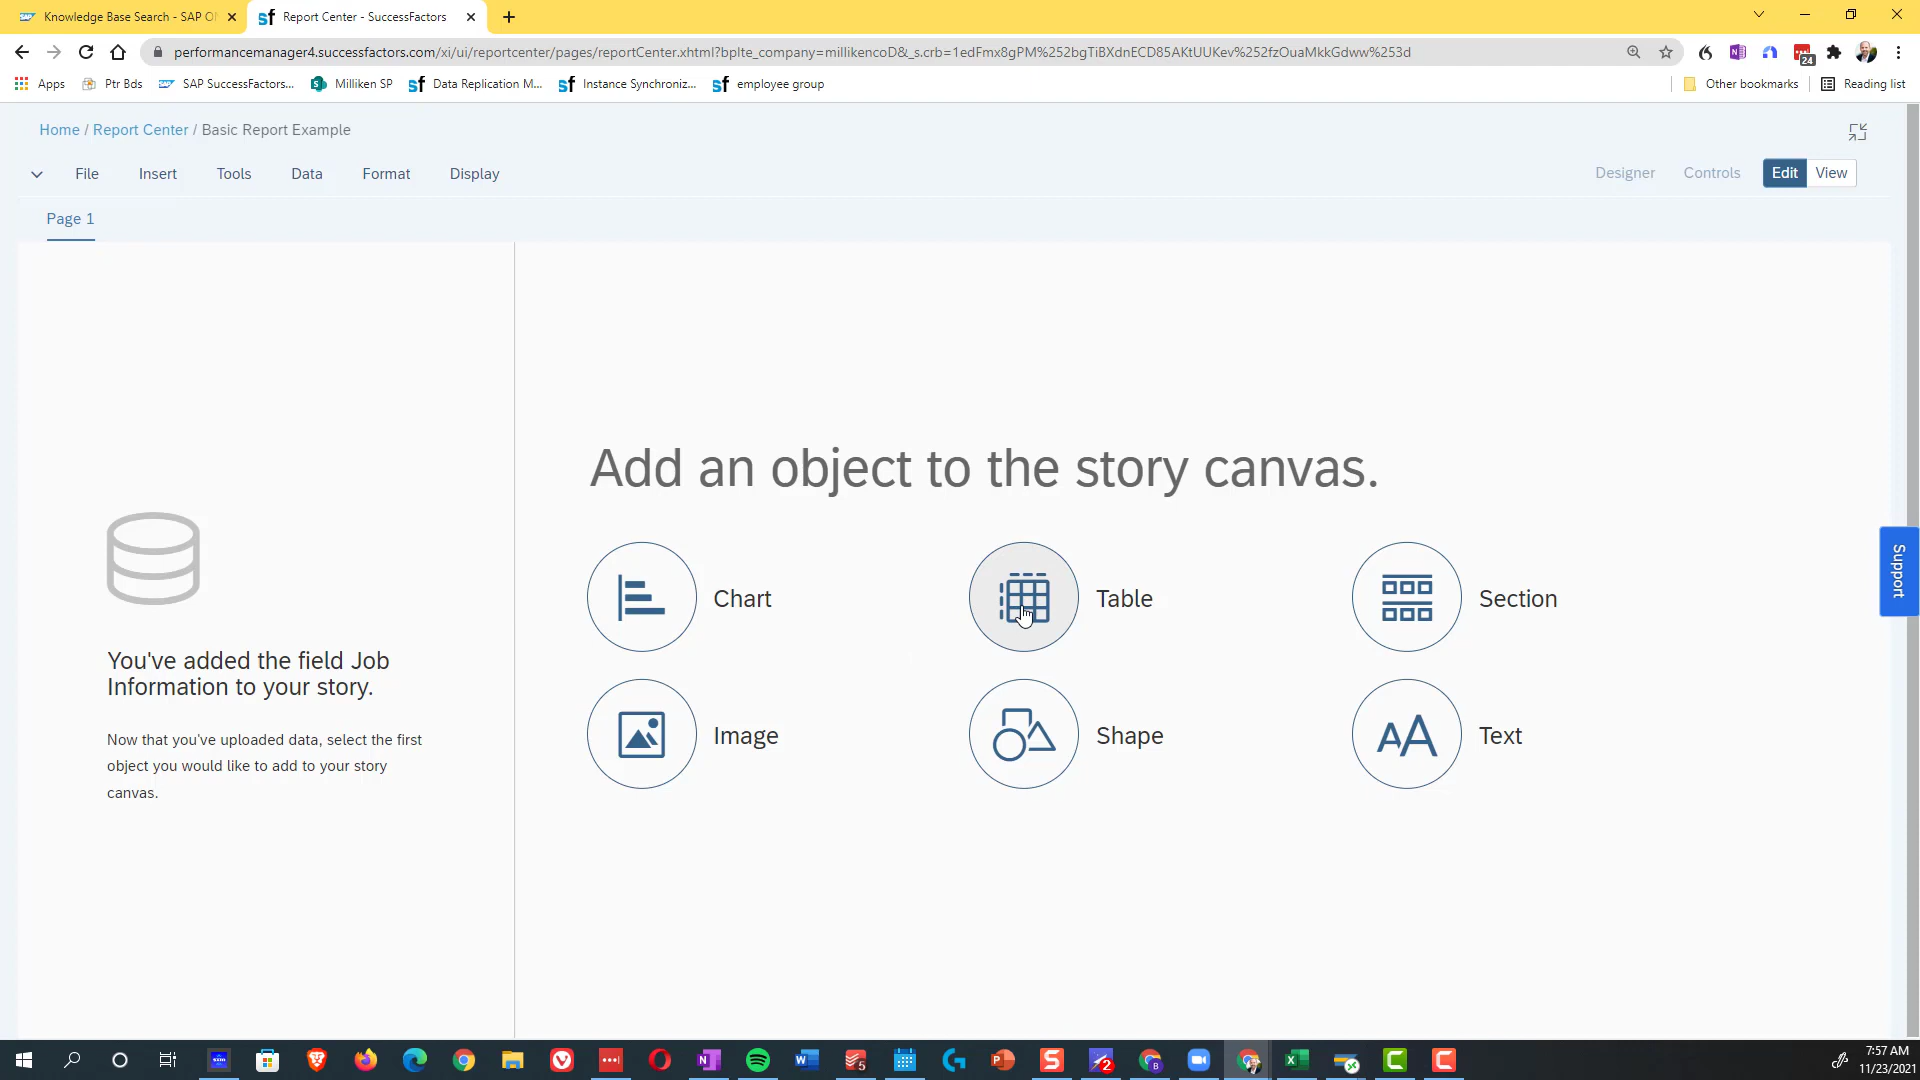 Knowledge Base Search - SAP O
Report Center - SuccessFactors
performancemanager4.successfactors.com/xi/ui/reportcenter/pages/reportCenter.xhtml?bplte_company=millikencoD&_s.crb=1edFmx8gPM%252bgTiBXdnECD85AKtUUKev%252fzOuaMkkGdww%253d
24
Apps
Ptr Bds
SAP SuccessFactors...
Milliken SP
Data Replication M...
Instance Synchroniz...
employee group
Other bookmarks
Reading list
Home / Report Center / Basic Report Example
File
Insert
Tools
Data
Format
Display
Designer
Controls
Edit
View
Page 1
Add an object to the story canvas.
Chart
Table
Section
Image
Shape
Text
You've added the field Job
Information to your story.
Now that you've uploaded data, select the first
object you would like to add to your story
canvas.
Support
7:57 AM
11/23/2021